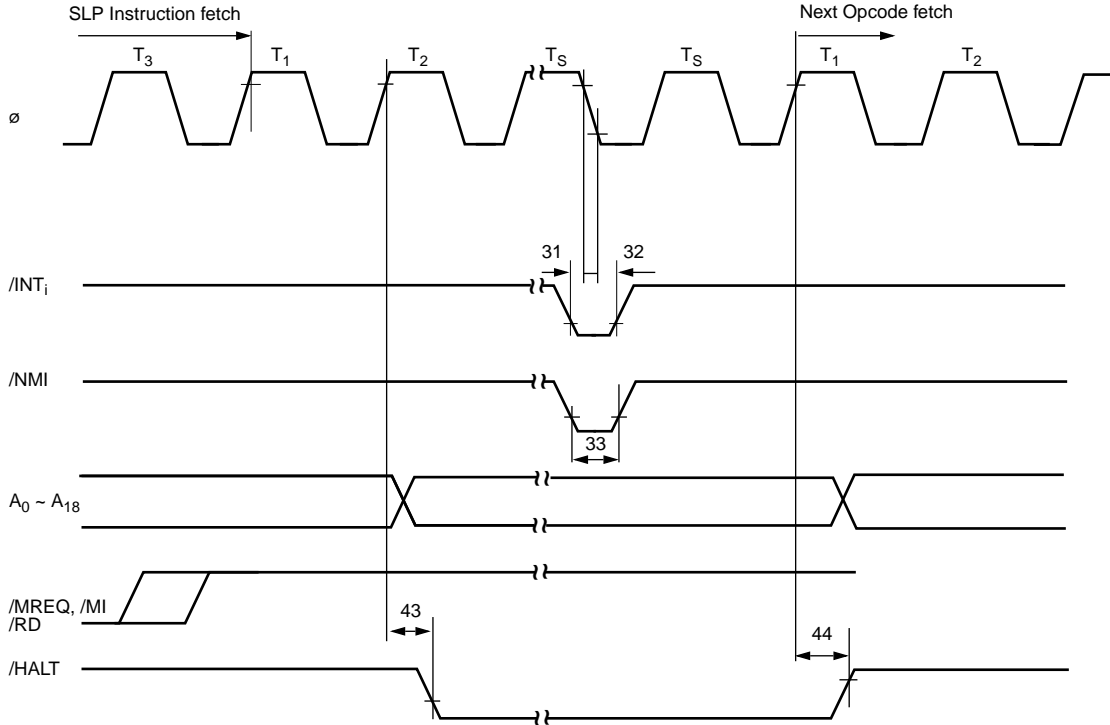 SLP Instruction fetch
Next Opcode fetch
T3 T1 T2 TS TS T1 T2
ø
31 32
/INTi
/NMI
33
A0 ~ A18
/MREQ, /MI
/RD
43
44
/HALT